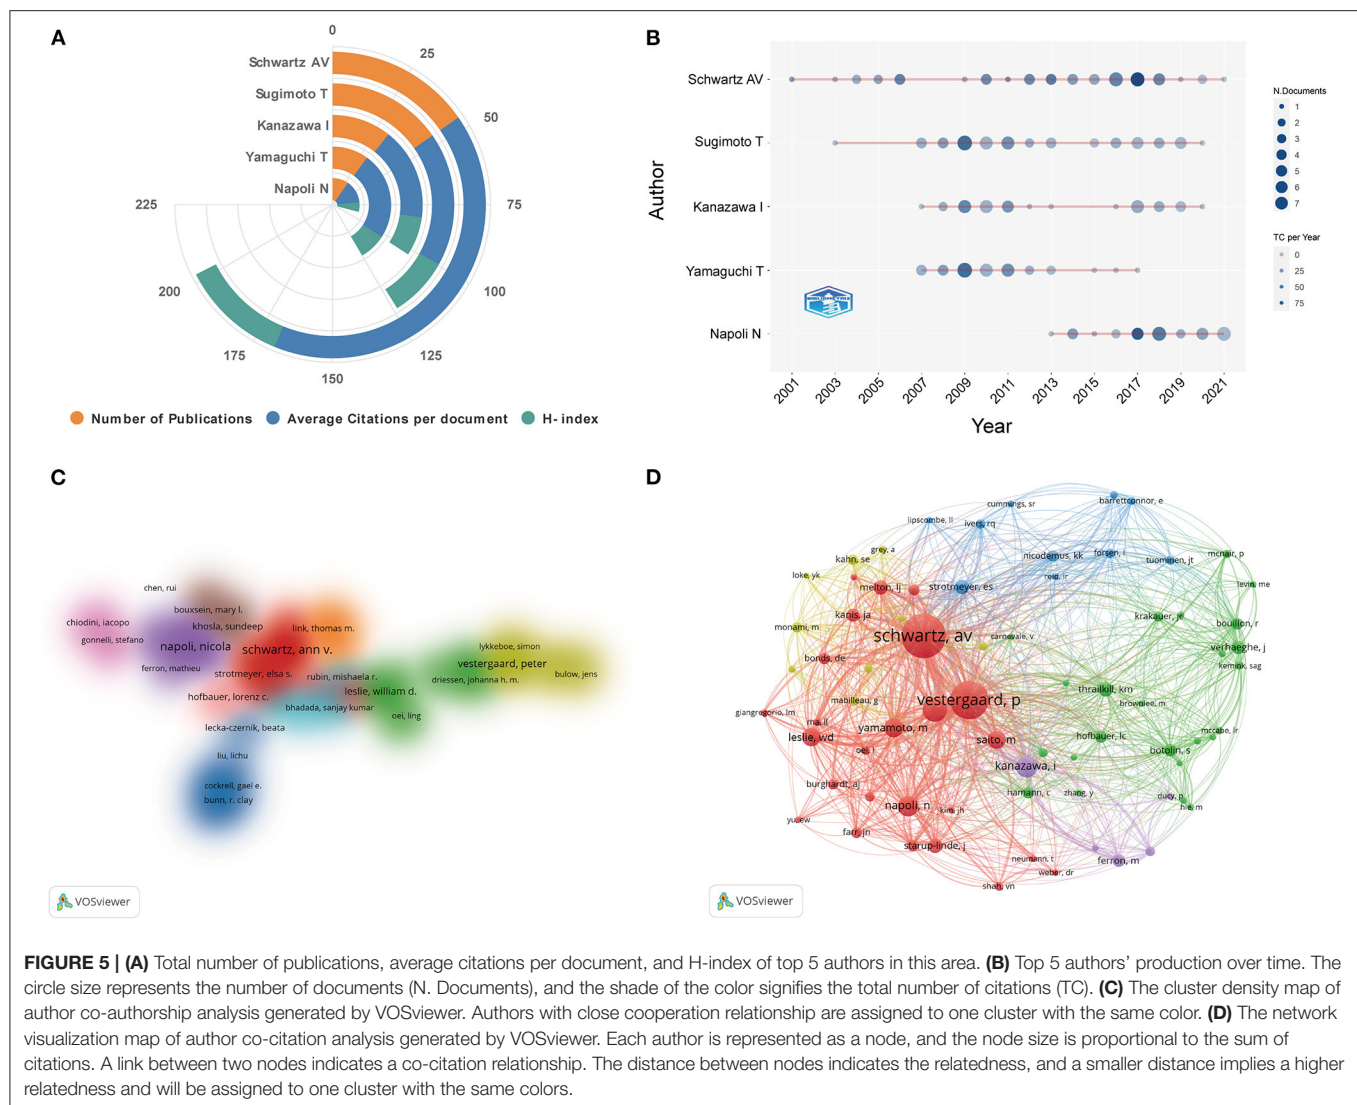 A
0
25
50
75
100
125
150
175
200
225
Schwartz AV
Sugimoto T
Kanazawa I
Yamaguchi T
Napoli N
Number of Publications
Average Citations per document
H- index
B
Author
Schwartz AV
Sugimoto T
Kanazawa I
Yamaguchi T
Napoli N
2001
2003
2005
2007
2009
2011
2013
2015
2017
2019
2021
Year
N.Documents
1
2
3
4
5
6
7
TC per Year
0
25
50
75
C
chen, rui
bouxsein, mary l.
chiodini, iacopo
khosla, sundeep
link, thomas m.
gonnelli, stefano
napoli, nicola
schwartz, ann v.
lykkeboe, simon
vestergaard, peter
ferron, mathieu
strotmeyer, elsa s.
rubin, mishaela r.
driessen, johanna h. m.
bulow, jens
hofbauer, lorenz c.
leslie, william d.
bhadada, sanjay kumar
oei, ling
lecka-czernik, beata
liu, lichu
cockrell, gael e.
bunn, r. clay
VOSviewer
D
barrettconnor, e
cummings, sr
lipscombe, ll
ivers, rq
grey, a
kahn, se
nicodemus, kk
forsen, l
tuominen, jt
mcnair, p
loke, yk
melton, lj
strotmeyer, es
reid, ir
levin, me
kanis, ja
krakauer, jc
monami, m
schwartz, av
carnevale, v
bouillon, r
verhaeghe, j
bonds, de
kemink, sag
thrailkill, km
mabilleau, g
vestergaard, p
brownlee, m
giangregorio, lm
ma, ll
yamamoto, m
leslie, wd
saito, m
hofbauer, lc
mccabe, lr
oei, l
botolin, s
kanazawa, i
burghardt, aj
hamann, c
zhang, y
ducy, p
napoli, n
kim, jh
hie, m
yu, ew
farr, jn
starup-linde, j
neumann, t
ferron, m
weber, dr
shah, vn
VOSviewer
FIGURE 5 | (A) Total number of publications, average citations per document, and H-index of top 5 authors in this area. (B) Top 5 authors' production over time. The
circle size represents the number of documents (N. Documents), and the shade of the color signifies the total number of citations (TC). (C) The cluster density map of
author co-authorship analysis generated by VOSviewer. Authors with close cooperation relationship are assigned to one cluster with the same color. (D) The network
visualization map of author co-citation analysis generated by VOSviewer. Each author is represented as a node, and the node size is proportional to the sum of
citations. A link between two nodes indicates a co-citation relationship. The distance between nodes indicates the relatedness, and a smaller distance implies a higher
relatedness and will be assigned to one cluster with the same colors.